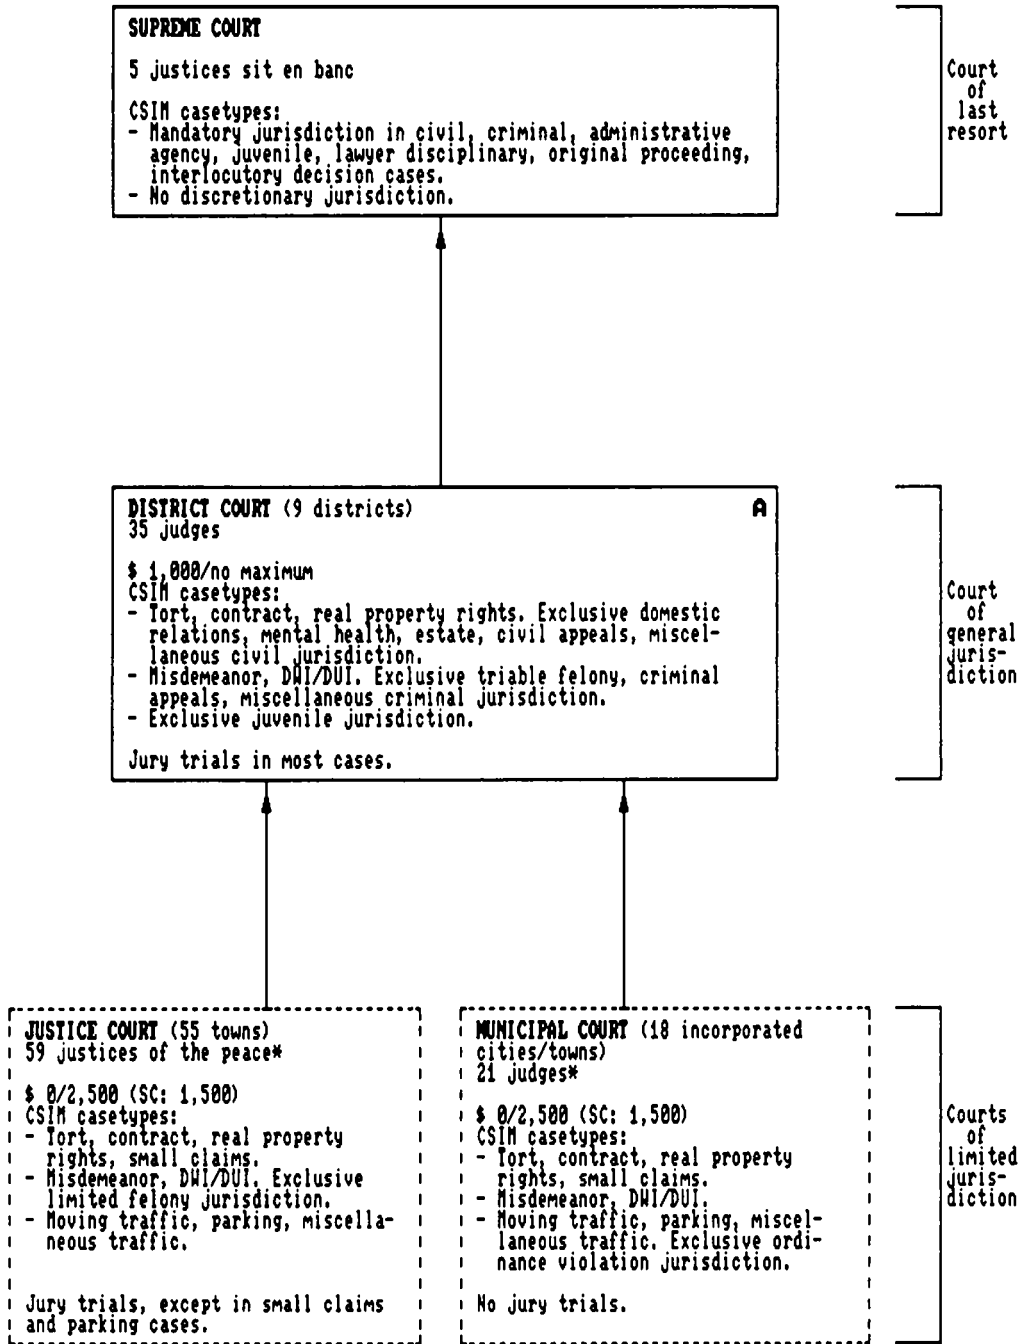 SUPREME COURT
5 justices sit en banc
CSIM casetypes:
- Mandatory jurisdiction in civil, criminal, administrative
agency, juvenile, lawyer disciplinary, original proceeding,
interlocutory decision cases.
- No discretionary jurisdiction.
Court
of
last
resort
DISTRICT COURT (9 districts)
A
35 judges
$ 1,000/no maximum
CSIM casetypes:
- Tort, contract, real property rights. Exclusive domestic
relations, mental health, estate, civil appeals, miscel-
laneous civil jurisdiction.
- Misdemeanor, DWI/DUI. Exclusive triable felony, criminal
appeals, miscellaneous criminal jurisdiction.
- Exclusive juvenile jurisdiction.
Jury trials in most cases.
Court
of
general
juris-
diction
JUSTICE COURT (55 towns)
59 justices of the peace*
$ 0/2,500 (SC: 1,500)
CSIM casetypes:
- Tort, contract, real property
rights, small claims.
- Misdemeanor, DWI/DUI. Exclusive
limited felony jurisdiction.
- Moving traffic, parking, miscella-
neous traffic.
Jury trials, except in small claims
and parking cases.
MUNICIPAL COURT (18 incorporated
cities/towns)
21 judges*
$ 0/2,500 (SC: 1,500)
CSIM casetypes:
- Tort, contract, real property
rights, small claims.
- Misdemeanor, DWI/DUI.
- Moving traffic, parking, miscel-
laneous traffic. Exclusive ordi-
nance violation jurisdiction.
No jury trials.
Courts
of
limited
juris-
diction